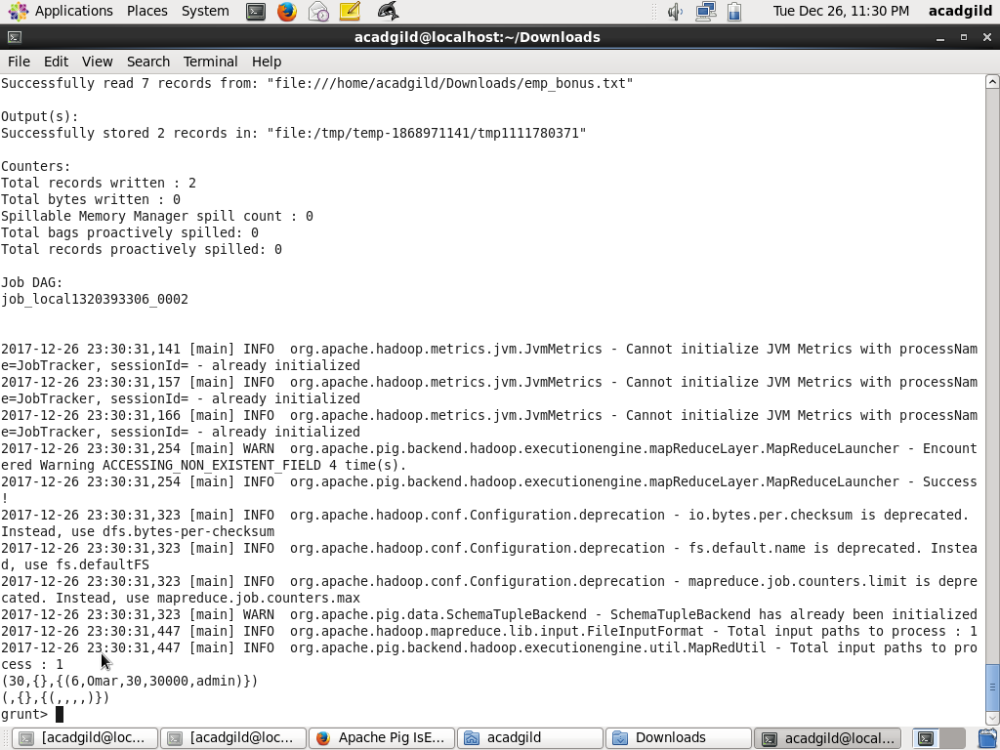 Applications Places System Tue Dec 26, 11:30 PM acadgild
acadgild@localhost:~/Downloads
File Edit View Search Terminal Help
Successfully read 7 records from: "file:///home/acadgild/Downloads/emp_bonus.txt"
Output(s):
Successfully stored 2 records in: "file:/tmp/temp-1868971141/tmp1111780371"
Counters:
Total records written : 2
Total bytes written : 0
Spillable Memory Manager spill count : 0
Total bags proactively spilled: 0
Total records proactively spilled: 0
Job DAG:
job_local1320393306_0002
2017-12-26 23:30:31,141 [main] INFO  org.apache.hadoop.metrics.jvm.JvmMetrics - Cannot initialize JVM Metrics with processNam
e=JobTracker, sessionId= - already initialized
2017-12-26 23:30:31,157 [main] INFO  org.apache.hadoop.metrics.jvm.JvmMetrics - Cannot initialize JVM Metrics with processNam
e=JobTracker, sessionId= - already initialized
2017-12-26 23:30:31,166 [main] INFO  org.apache.hadoop.metrics.jvm.JvmMetrics - Cannot initialize JVM Metrics with processNam
e=JobTracker, sessionId= - already initialized
2017-12-26 23:30:31,254 [main] WARN  org.apache.pig.backend.hadoop.executionengine.mapReduceLayer.MapReduceLauncher - Encount
ered Warning ACCESSING_NON_EXISTENT_FIELD 4 time(s).
2017-12-26 23:30:31,254 [main] INFO  org.apache.pig.backend.hadoop.executionengine.mapReduceLayer.MapReduceLauncher - Success
!
2017-12-26 23:30:31,323 [main] INFO  org.apache.hadoop.conf.Configuration.deprecation - io.bytes.per.checksum is deprecated.
Instead, use dfs.bytes-per-checksum
2017-12-26 23:30:31,323 [main] INFO  org.apache.hadoop.conf.Configuration.deprecation - fs.default.name is deprecated. Instea
d, use fs.defaultFS
2017-12-26 23:30:31,323 [main] INFO  org.apache.hadoop.conf.Configuration.deprecation - mapreduce.job.counters.limit is depre
cated. Instead, use mapreduce.job.counters.max
2017-12-26 23:30:31,323 [main] WARN  org.apache.pig.data.SchemaTupleBackend - SchemaTupleBackend has already been initialized
2017-12-26 23:30:31,447 [main] INFO  org.apache.hadoop.mapreduce.lib.input.FileInputFormat - Total input paths to process : 1
2017-12-26 23:30:31,447 [main] INFO  org.apache.pig.backend.hadoop.executionengine.util.MapRedUtil - Total input paths to pro
cess : 1
(30,{},{(6,Omar,30,30000,admin)})
(,{},{(,,,,)})
grunt>
[acadgild@loc... [acadgild@loc... Apache Pig IsE... acadgild Downloads acadgild@local...